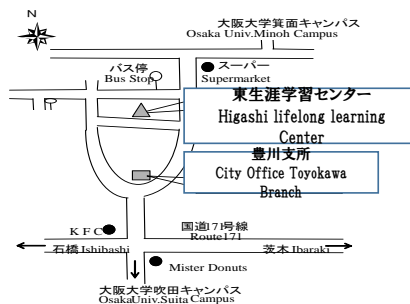 N
大阪大学箕面キャンパス
Osaka Univ.Minoh Campus
バス停
Bus Stop
スーパー
Supermarket
東生涯学習センター
Higashi lifelong learning
Center
豊川支所
City Office Toyokawa
Branch
KFC
国道171号線
Route171
石橋 Ishibashi
茨木 Ibaraki
Mister Donuts
大阪大学吹田キャンパス
OsakaUniv.Suita Campus